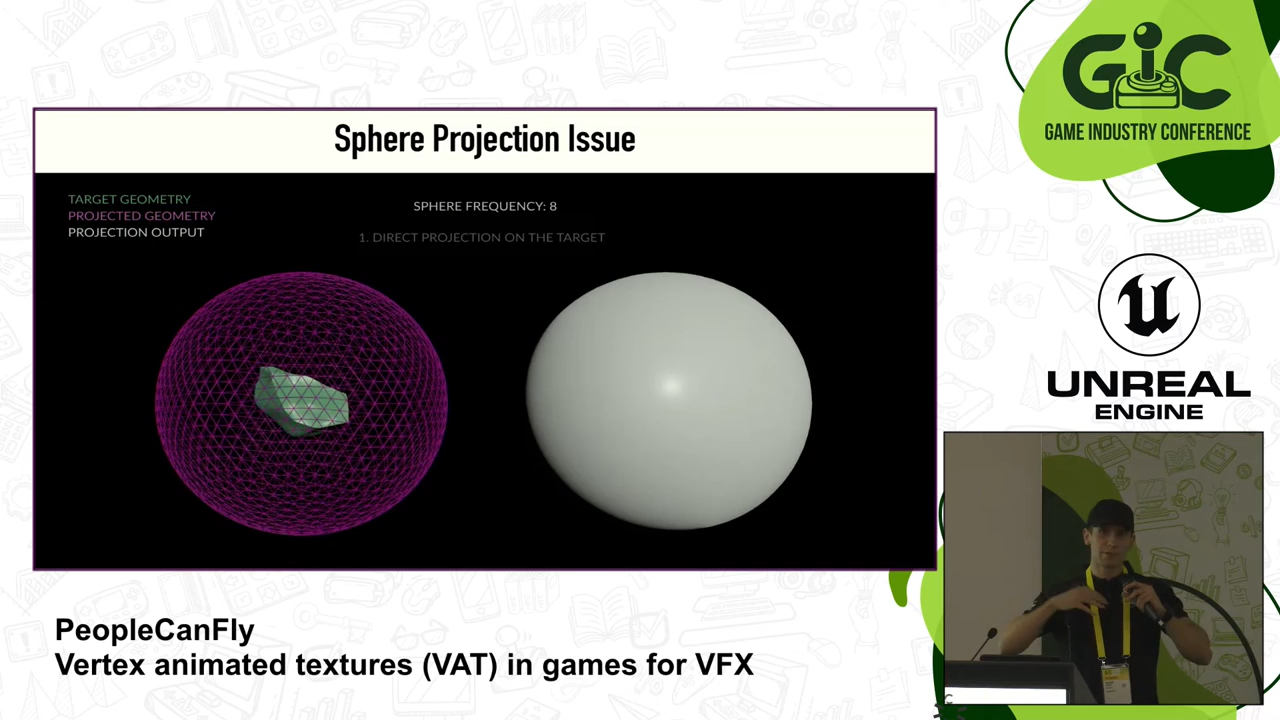 Sphere Projection Issue
TARGET GEOMETRY
PROJECTED GEOMETRY
PROJECTION OUTPUT
SPHERE FREQUENCY: 8
1. DIRECT PROJECTION ON THE TARGET
GIC
GAME INDUSTRY CONFERENCE
UNREAL
ENGINE
PeopleCanFly
Vertex animated textures (VAT) in games for VFX